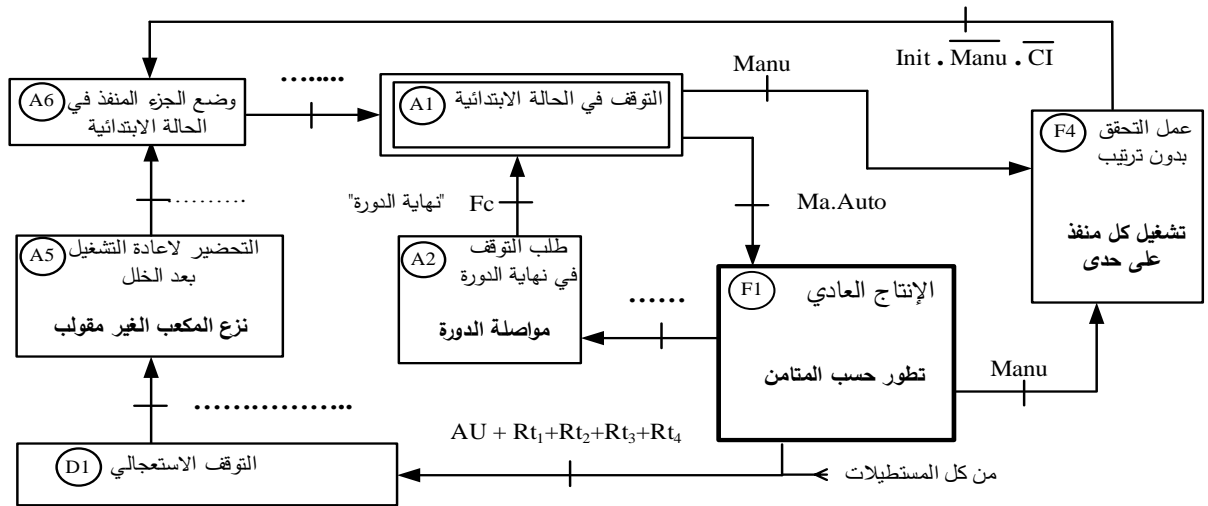 Init . Manu . CI
........
Manu
A6
وضع الجزء المنفذ في
الحالة الابتدائية
A1
التوقف في الحالة الابتدائية
F4
عمل التحقق
بدون ترتيب
تشغيل كل منفذ
على حدى
..........
"نهاية الدورة"
Fc
Ma.Auto
A5
التحضير لاعادة التشغيل
بعد الخلل
نزع المكعب الغير مقولب
A2
طلب التوقف
في نهاية الدورة
مواصلة الدورة
......
F1
الإنتاج العادي
تطور حسب المتامن
Manu
..................
AU + Rt1+Rt2+Rt3+Rt4
D1
التوقف الاستعجالي
من كل المستطيلات